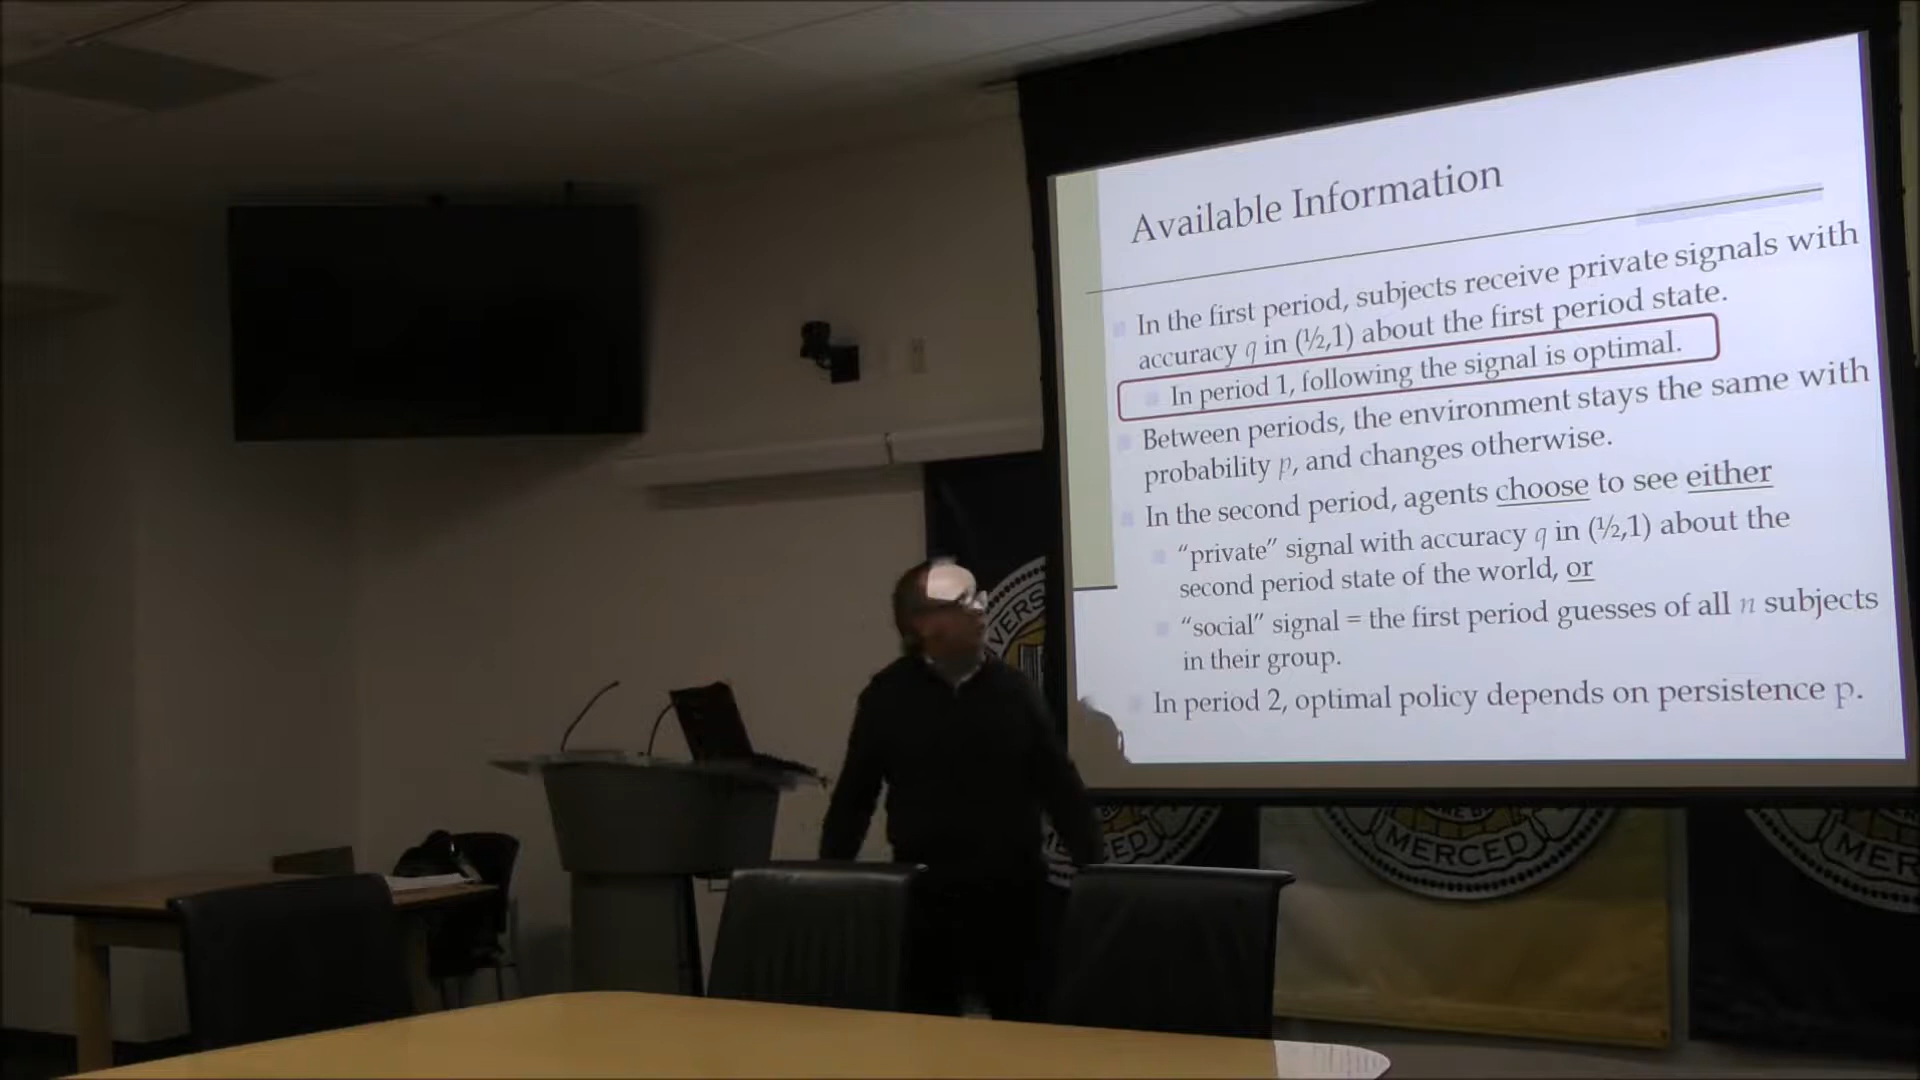 Available Information
In the first period, subjects receive private signals with
accuracy q in (½,1) about the first period state.
In period 1, following the signal is optimal.
Between periods, the environment stays the same with
probability p, and changes otherwise.
In the second period, agents choose to see either
“private” signal with accuracy q in (½,1) about the
second period state of the world, or
“social” signal = the first period guesses of all n subjects
in their group.
In period 2, optimal policy depends on persistence p.
VERS
CED
MERCED
MER